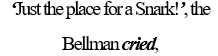 ‘Just the place for a Snark!’, the
Bellman cried,